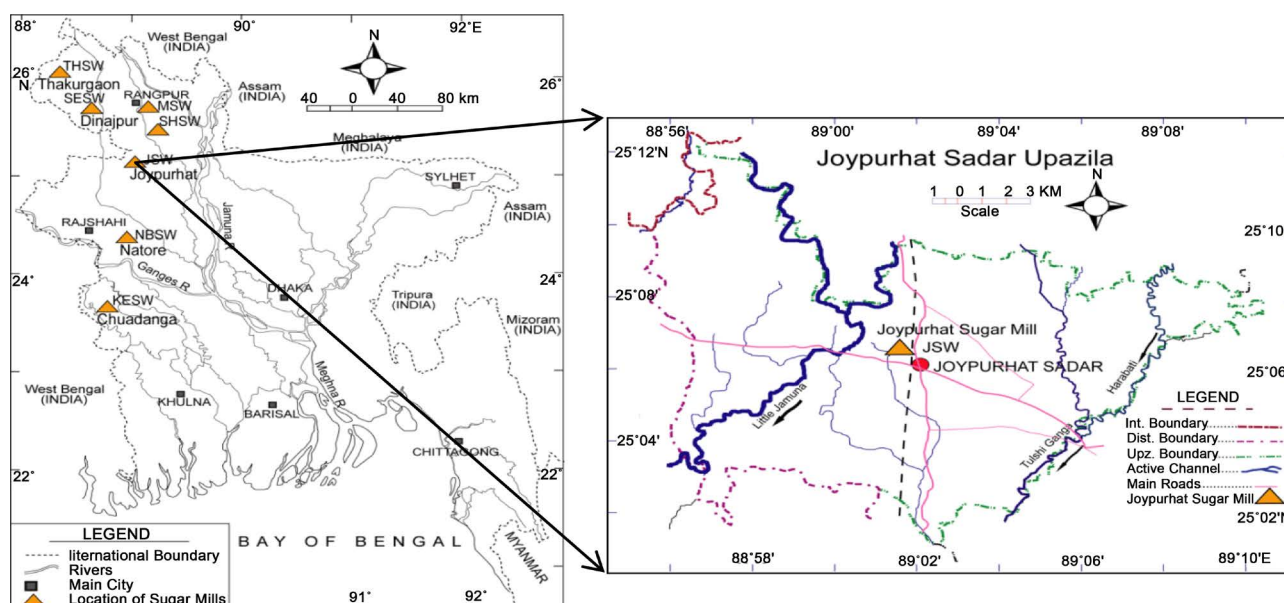 88
90°
92°E
West Bengal
(INDIA)
26°
N
26°
THSW
Thakurgaon
SESW
Dinajpur
RANGPUR
MSW
SHSW
Assam
(INDIA)
40 0 40 80 km
N
Meghalaya
(INDIA)
JSW
Joypurhat
SYLHET
Assam
(INDIA)
RAJSHAHI
NBSW
Natore
Jamuna R.
24°
24°
Ganges R
DHAKA
Tripura
(INDIA)
KESW
Chuadanga
Mizoram
(INDIA)
West Bengal
(INDIA)
KHULNA
BARISAL
Meghna R.
CHITTAGONG
22°
22°
LEGEND
Iiternational Boundary
Rivers
Main City
Location of Sugar Mills
BAY OF BENGAL
MYANMAR
91°
92°
88°56'
89°00'
89°04'
89°08'
25°12'N
Joypurhat Sadar Upazila
1 0 1 2 3 KM
Scale
N
25°10'
25°08'
Joypurhat Sugar Mill
JSW
JOYPURHAT SADAR
25°06'
Little Jamuna
Harabati
Tulshi Ganga
25°04'
LEGEND
Int. Boundary
Dist. Boundary
Upz. Boundary
Active Channel
Main Roads
Joypurhat Sugar Mill
25°02'N
88°58'
89°02'
89°06'
89°10'E